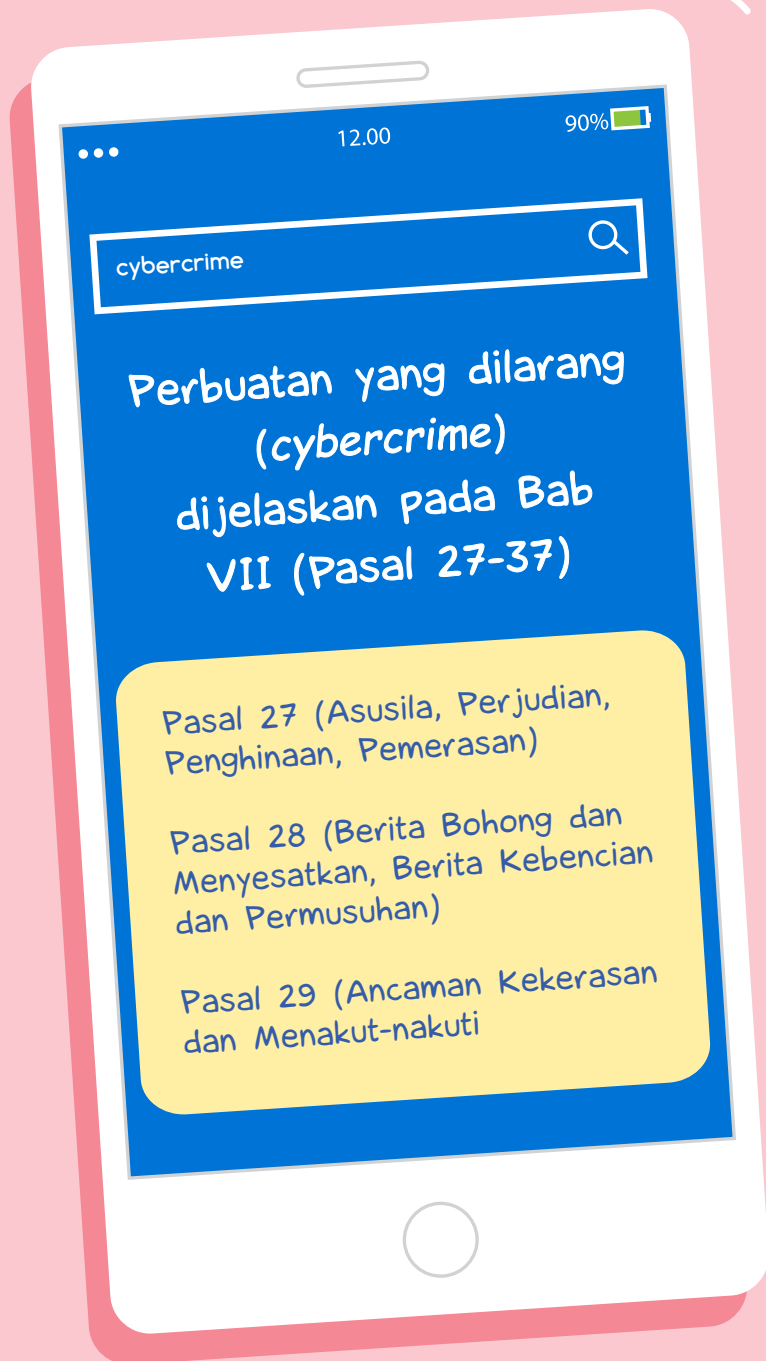 12.00
90%
cybercrime
Perbuatan yang dilarang
(cybercrime)
dijelaskan pada Bab
VII (Pasal 27-37)
Pasal 27 (Asusila, Perjudian,
Penghinaan, Pemerasan)
Pasal 28 (Berita Bohong dan
Menyesatkan, Berita Kebencian
dan Permusuhan)
Pasal 29 (Ancaman Kekerasan
dan Menakut-nakuti